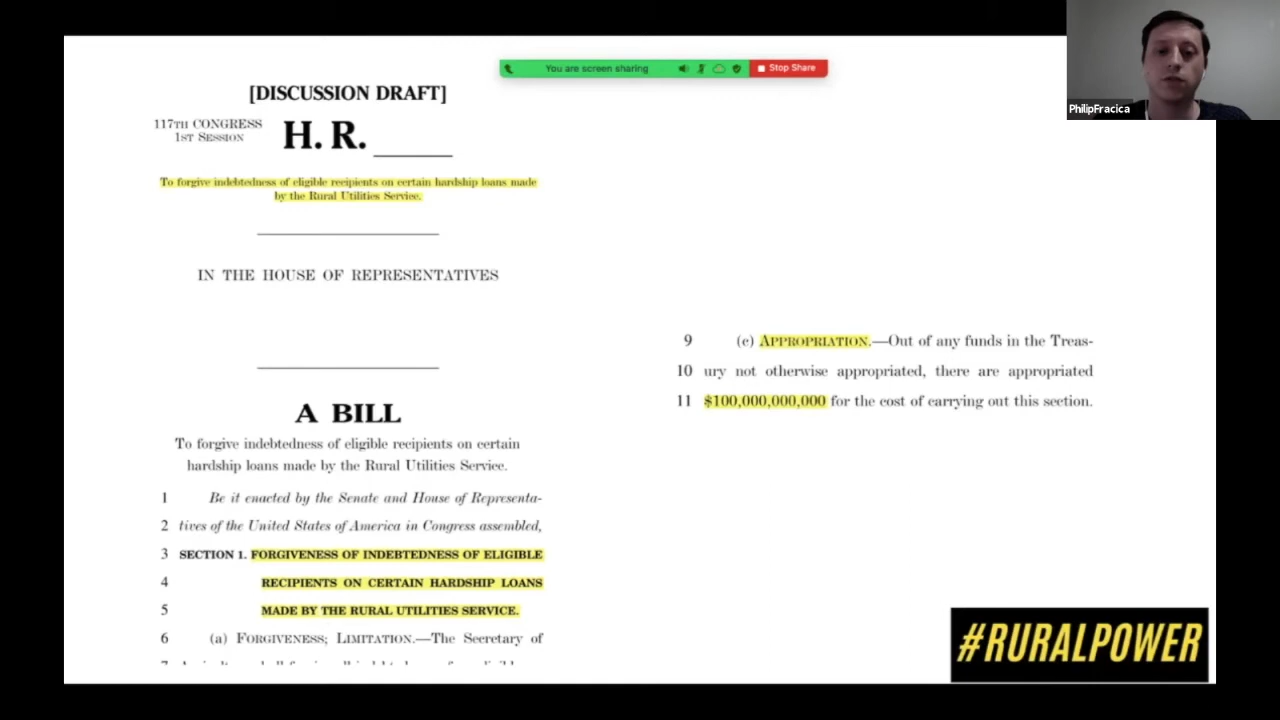 You are screen sharing
Stop Share
PhilipFracica
[DISCUSSION DRAFT]
117TH CONGRESS
1ST SESSION
H. R.
To forgive indebtedness of eligible recipients on certain hardship loans made
by the Rural Utilities Service.
IN THE HOUSE OF REPRESENTATIVES
A BILL
To forgive indebtedness of eligible recipients on certain
hardship loans made by the Rural Utilities Service.
1 Be it enacted by the Senate and House of Representa-
2 tives of the United States of America in Congress assembled,
3 SECTION 1. FORGIVENESS OF INDEBTEDNESS OF ELIGIBLE
4 RECIPIENTS ON CERTAIN HARDSHIP LOANS
5 MADE BY THE RURAL UTILITIES SERVICE.
6 (a) FORGIVENESS; LIMITATION.—The Secretary of
9 (c) APPROPRIATION.—Out of any funds in the Treas-
10 ury not otherwise appropriated, there are appropriated
11 $100,000,000,000 for the cost of carrying out this section.
#RURALPOWER